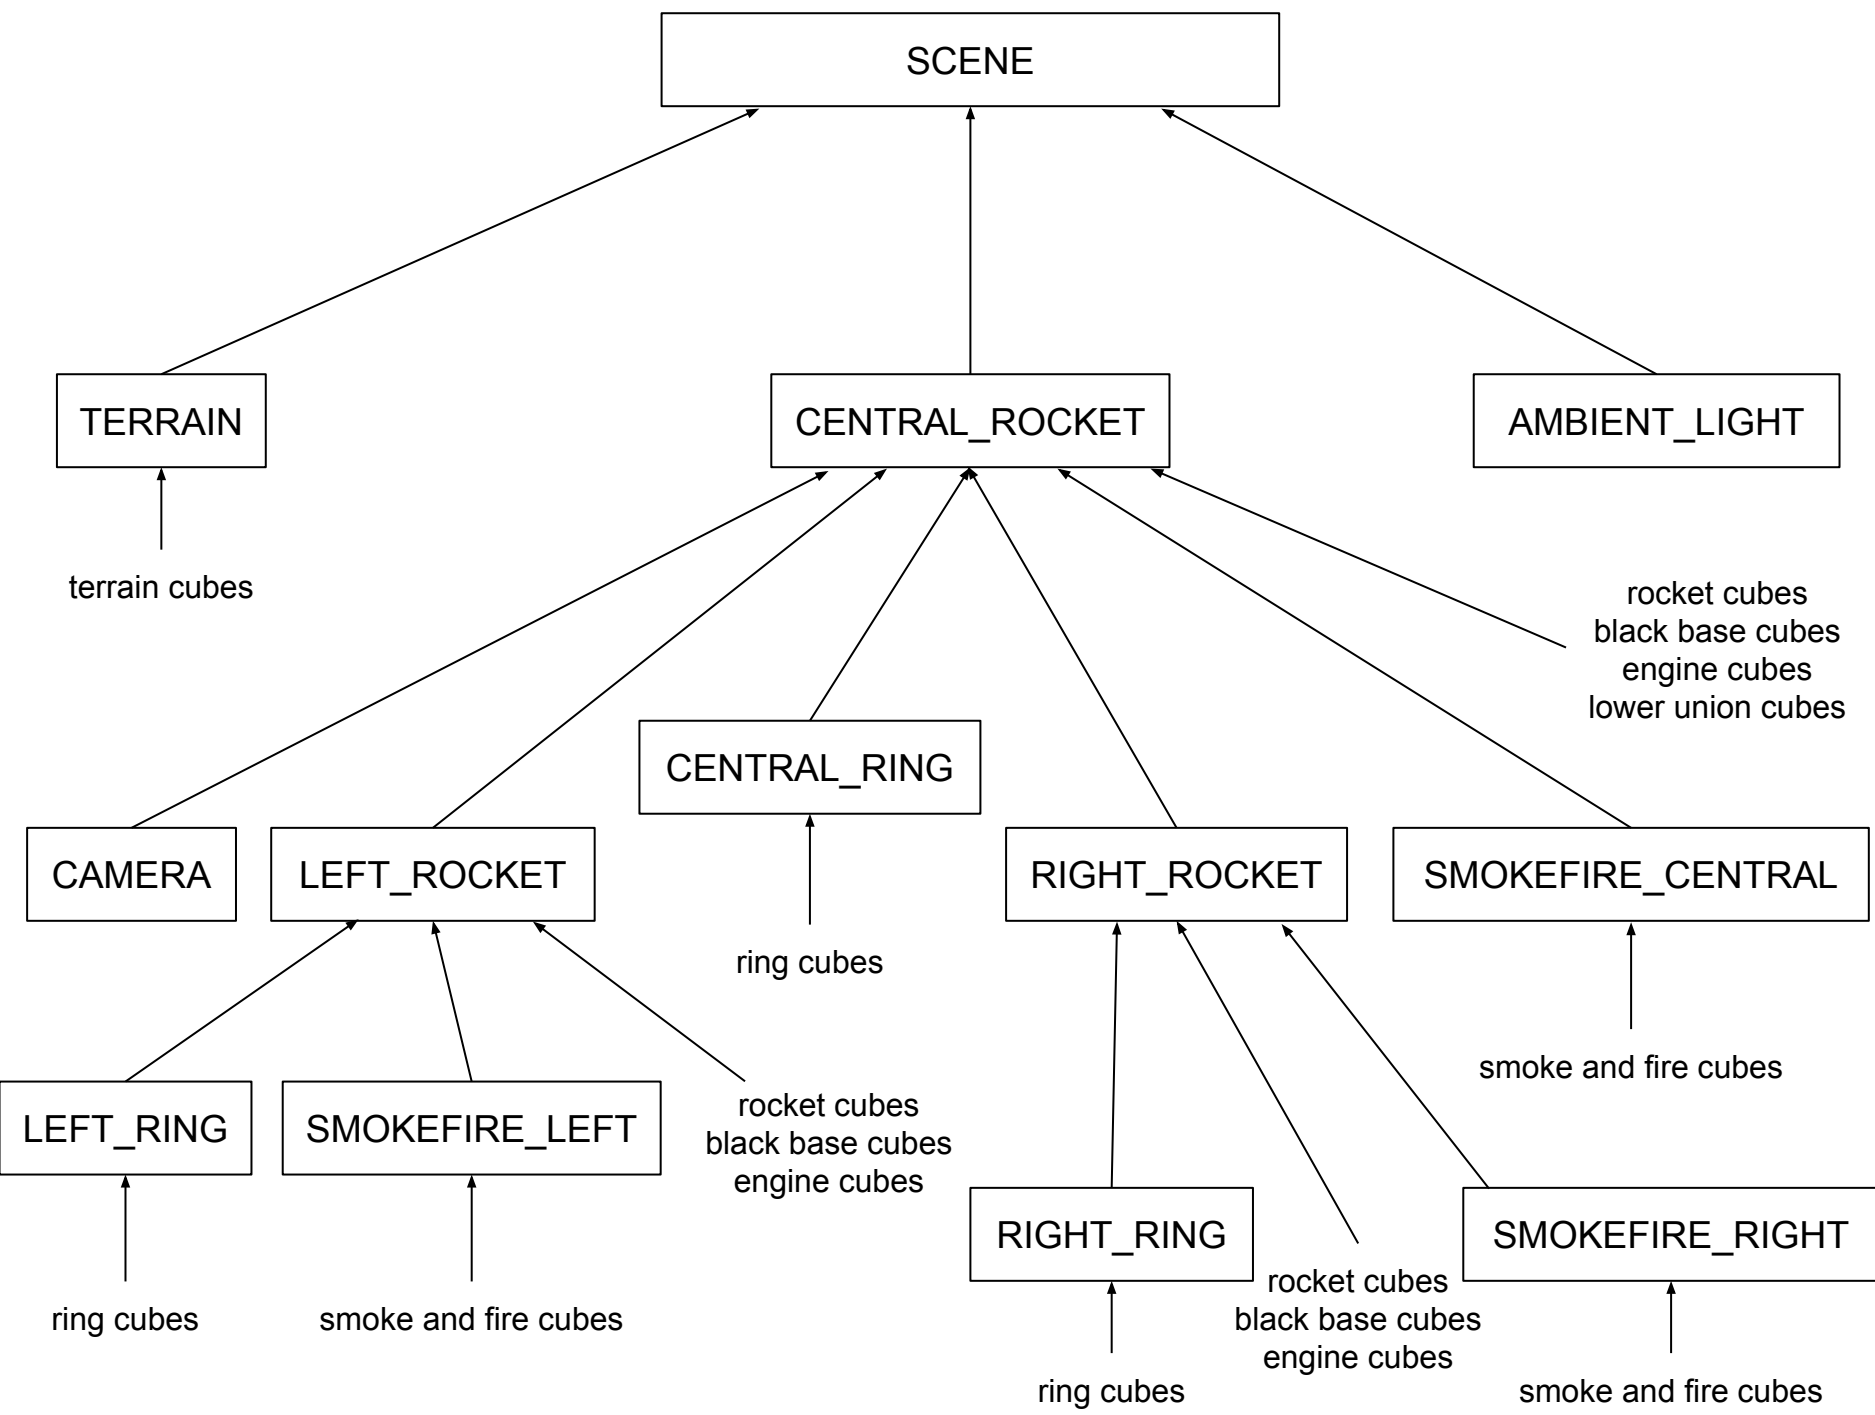 SCENE
TERRAIN
CENTRAL_ROCKET
AMBIENT_LIGHT
terrain cubes
rocket cubes
black base cubes
engine cubes
lower union cubes
CENTRAL_RING
CAMERA
LEFT_ROCKET
RIGHT_ROCKET
SMOKEFIRE_CENTRAL
ring cubes
smoke and fire cubes
LEFT_RING
SMOKEFIRE_LEFT
rocket cubes
black base cubes
engine cubes
RIGHT_RING
SMOKEFIRE_RIGHT
rocket cubes
black base cubes
engine cubes
ring cubes
smoke and fire cubes
ring cubes
smoke and fire cubes